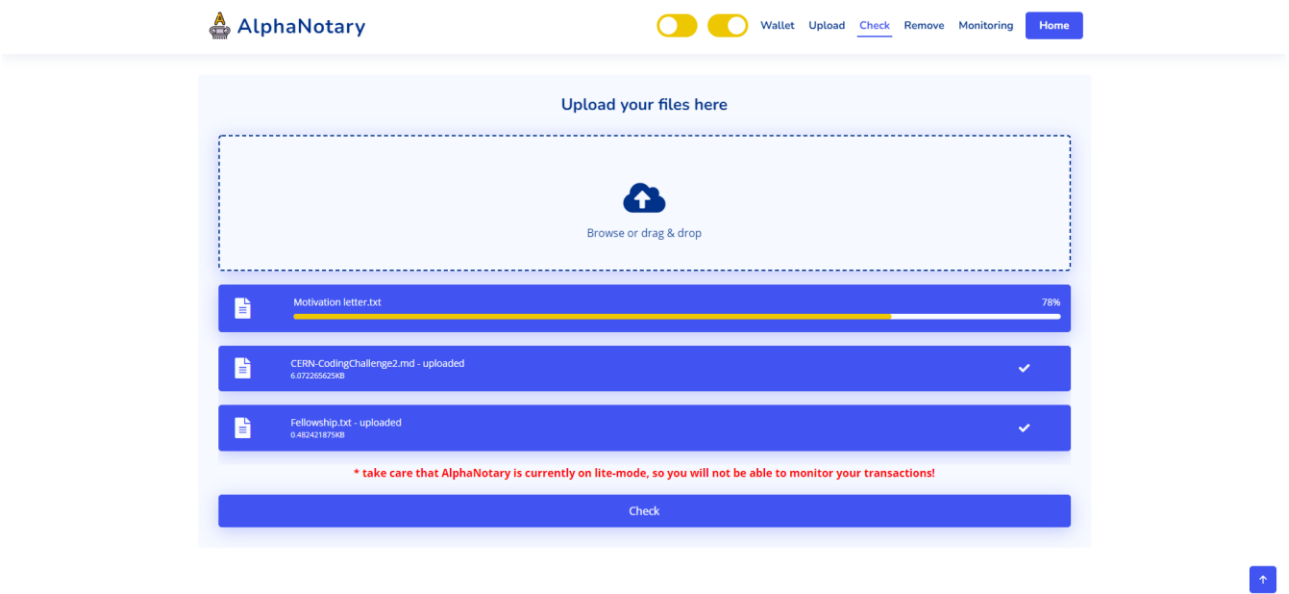 AlphaNotary
Wallet Upload Check Remove Monitoring Home
Upload your files here
Browse or drag & drop
Motivation letter.txt 78%
CERN-CodingChallenge2.md - uploaded
6.072265625KB
Fellowship.txt - uploaded
0.482421875KB
* take care that AlphaNotary is currently on lite-mode, so you will not be able to monitor your transactions!
Check